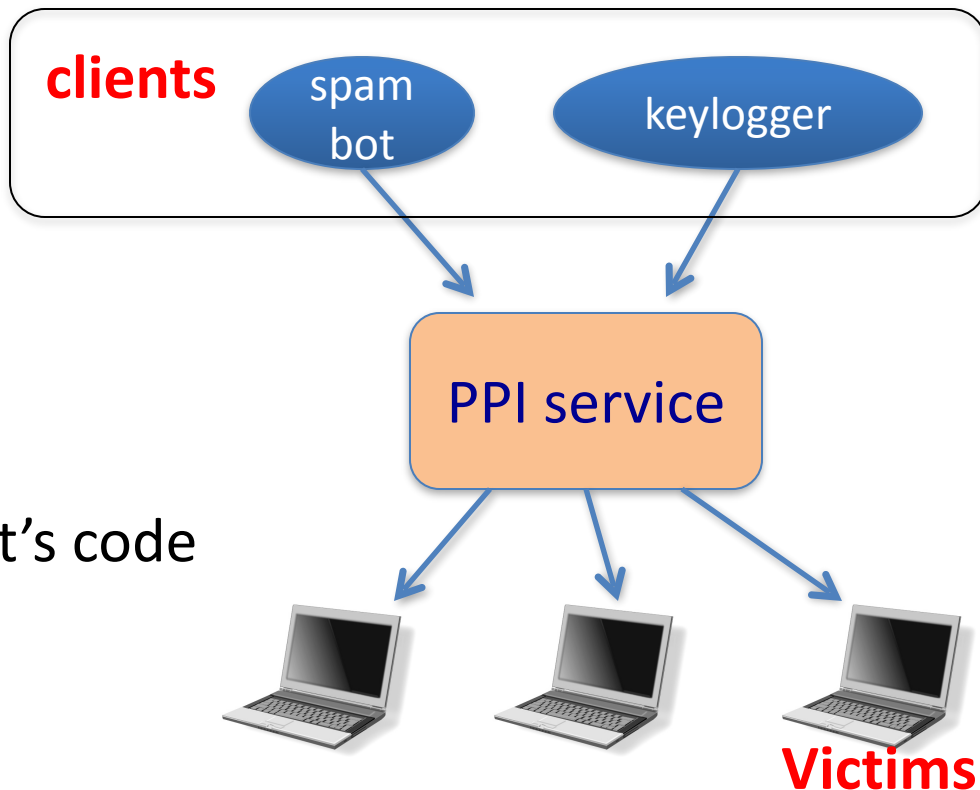 clients
spam
bot
keylogger
PPI service
t’s code
Victims